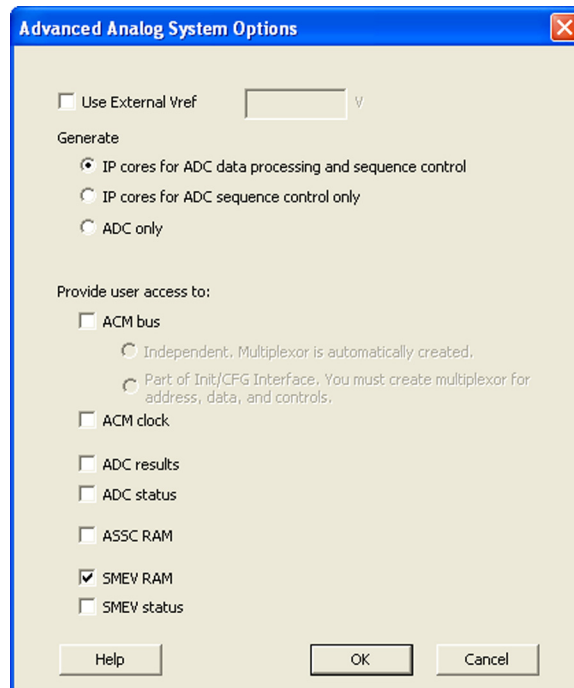 Advanced Analog System Options
Use External Vref
V
Generate
IP cores for ADC data processing and sequence control
IP cores for ADC sequence control only
ADC only
Provide user access to:
ACM bus
Independent. Multiplexor is automatically created.
Part of Init/CFG Interface. You must create multiplexor for
address, data, and controls.
ACM clock
ADC results
ADC status
ASSC RAM
SMEV RAM
SMEV status
Help
OK
Cancel